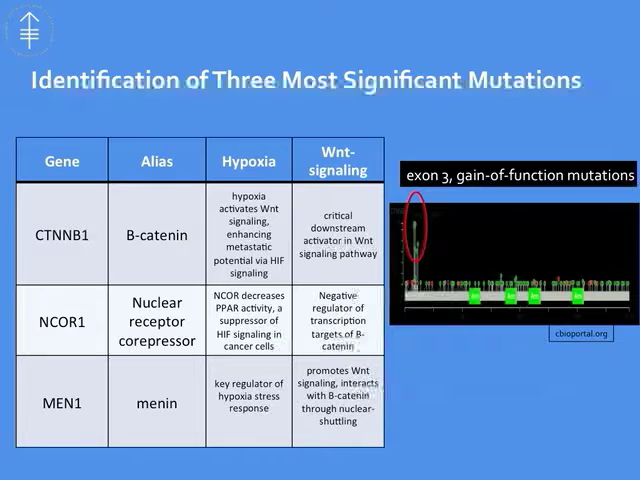 Identification of Three Most Significant Mutations
Gene
Alias
Hypoxia
Wnt-
signaling
CTNNB1
B-catenin
hypoxia
activates Wnt
signaling,
enhancing
metastatic
potential via HIF
signaling
critical
downstream
activator in Wnt
signaling pathway
NCOR1
Nuclear
receptor
corepressor
NCOR decreases
PPAR activity, a
suppressor of
HIF signaling in
cancer cells
Negative
regulator of
transcription
targets of B-
catenin
MEN1
menin
key regulator of
hypoxia stress
response
promotes Wnt
signaling, interacts
with B-catenin
through nuclear-
shuttling
exon 3, gain-of-function mutations
cbioportal.org